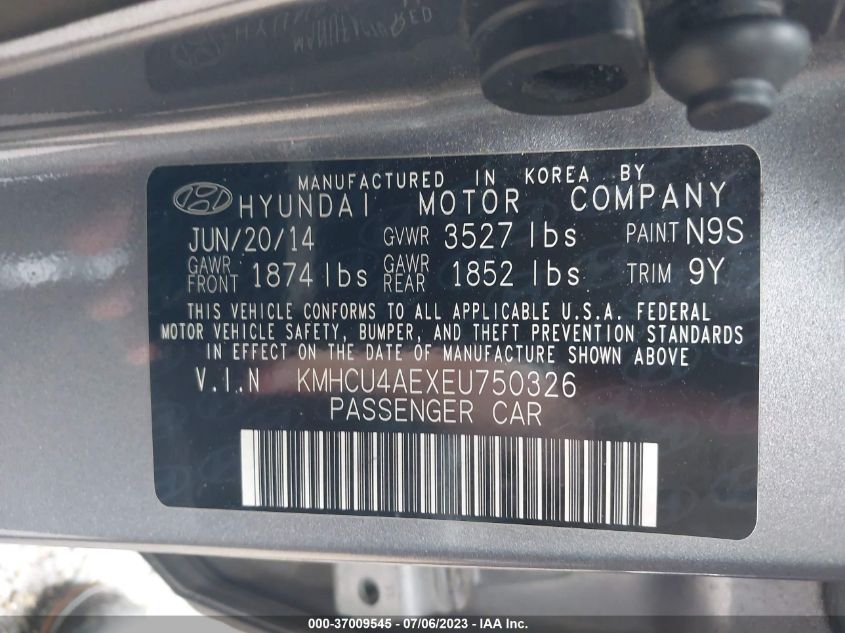 MANUFACTURED IN KOREA BY
HYUNDAI MOTOR COMPANY
JUN/20/14 GVWR 3527 lbs PAINT N9S
GAWR FRONT 1874 lbs GAWR REAR 1852 lbs TRIM 9Y
THIS VEHICLE CONFORMS TO ALL APPLICABLE U.S.A. FEDERAL
MOTOR VEHICLE SAFETY, BUMPER, AND THEFT PREVENTION STANDARDS
IN EFFECT ON THE DATE OF MANUFACTURE SHOWN ABOVE
V.I.N KMHCU4AEXEU750326
PASSENGER CAR
000-37009545 - 07/06/2023 - IMPACT AUTO AUCTIONS INC.